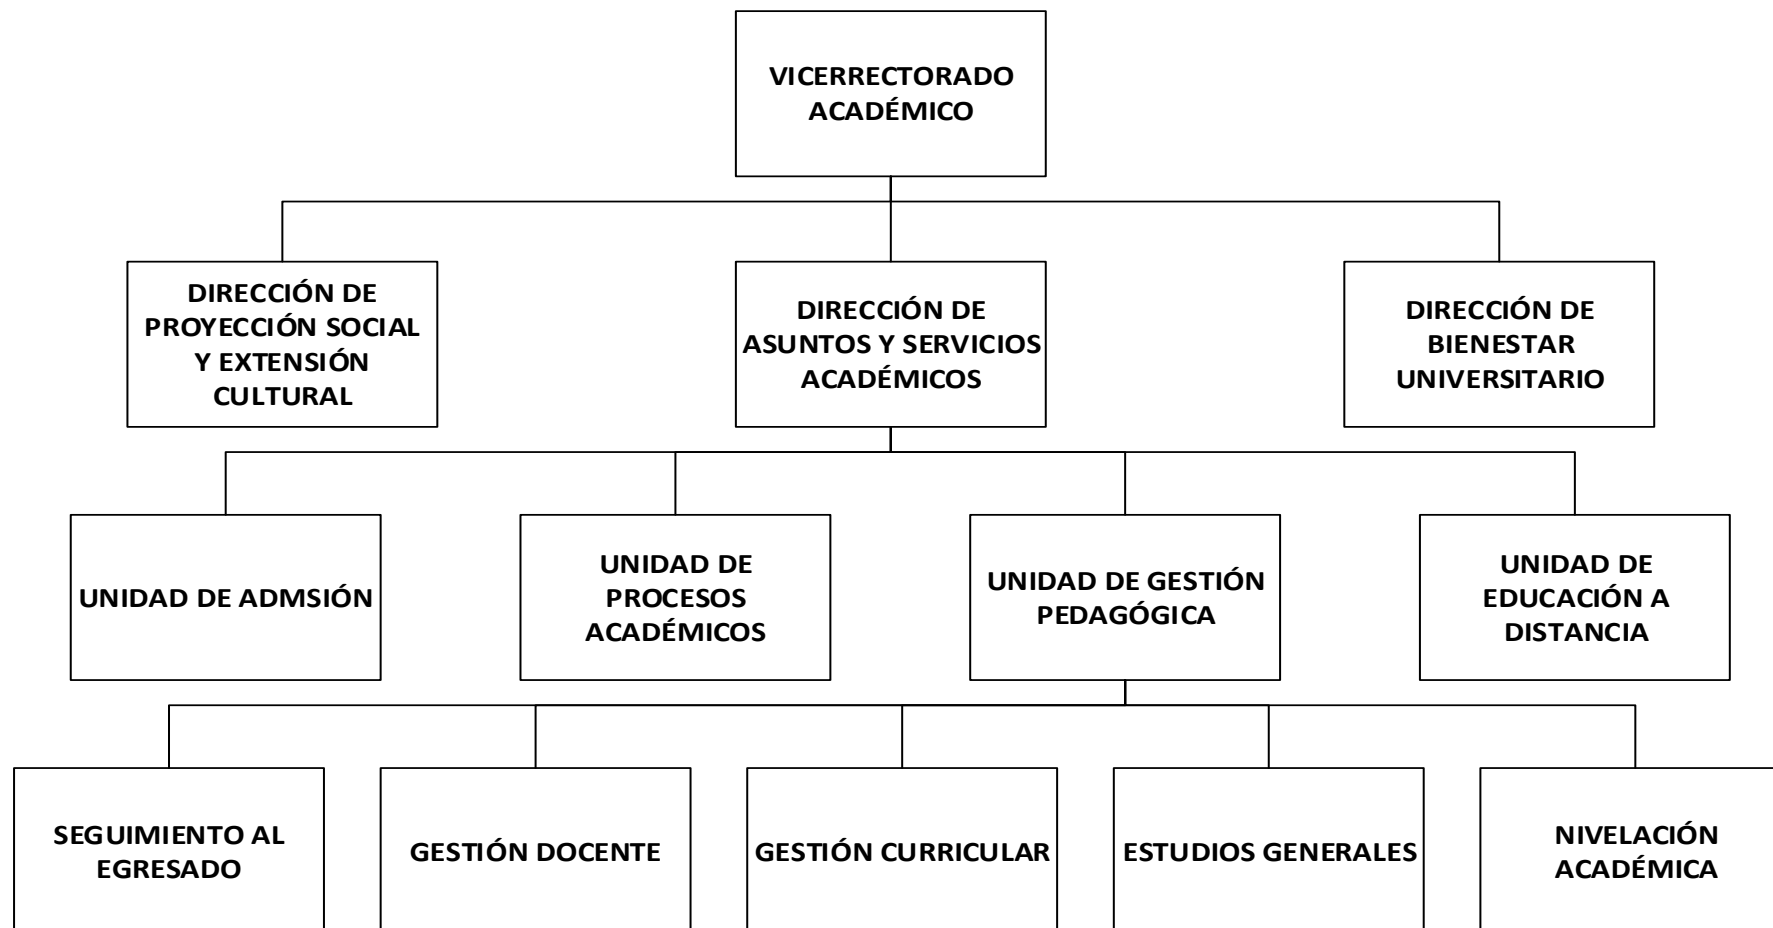 VICERRECTORADO
ACADÉMICO
DIRECCIÓN DE
PROYECCIÓN SOCIAL
Y EXTENSIÓN
CULTURAL
DIRECCIÓN DE
ASUNTOS Y SERVICIOS
ACADÉMICOS
DIRECCIÓN DE
BIENESTAR
UNIVERSITARIO
UNIDAD DE ADMSIÓN
UNIDAD DE
PROCESOS
ACADÉMICOS
UNIDAD DE GESTIÓN
PEDAGÓGICA
UNIDAD DE
EDUCACIÓN A
DISTANCIA
SEGUIMIENTO AL
EGRESADO
GESTIÓN DOCENTE
GESTIÓN CURRICULAR
ESTUDIOS GENERALES
NIVELACIÓN
ACADÉMICA